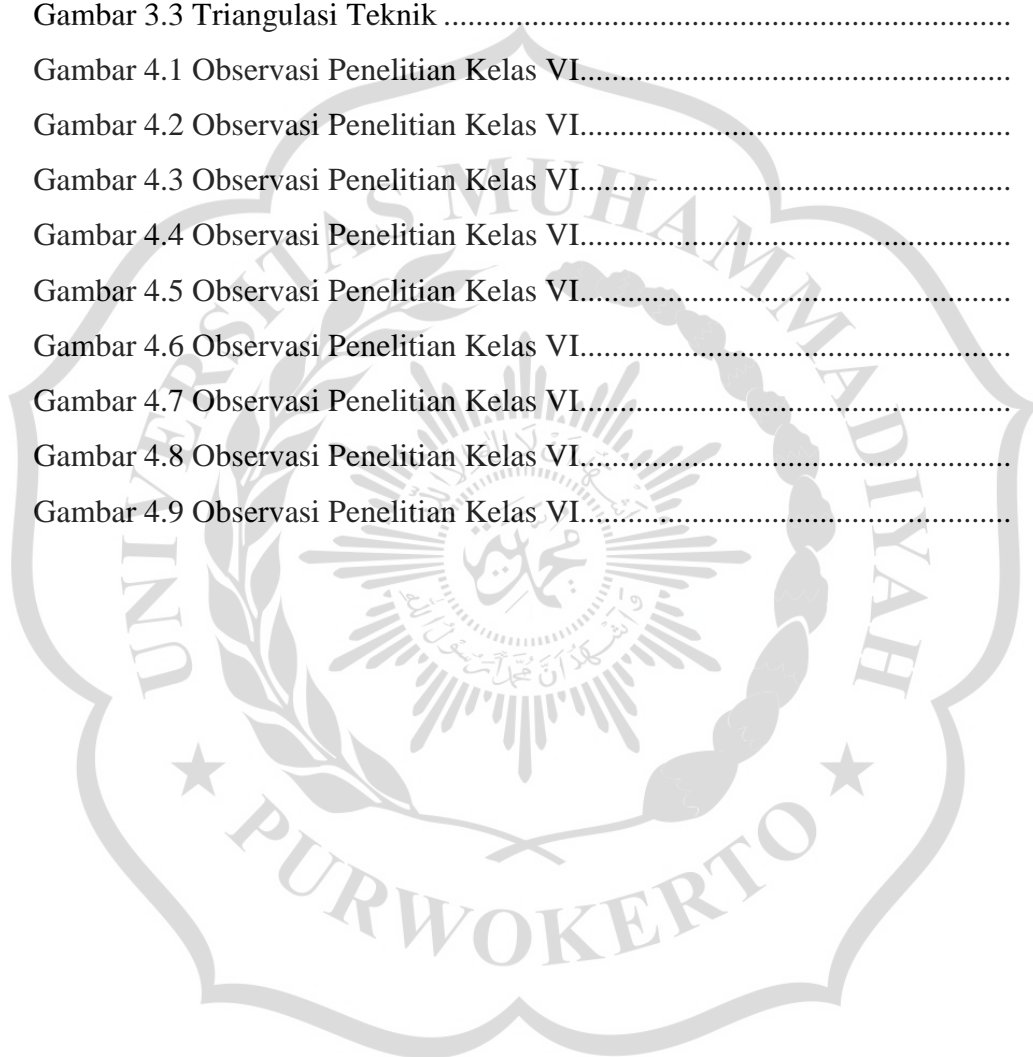 Gambar 3.3 Triangulasi Teknik .......................................................................
Gambar 4.1 Observasi Penelitian Kelas VI......................................................
Gambar 4.2 Observasi Penelitian Kelas VI......................................................
Gambar 4.3 Observasi Penelitian Kelas VI......................................................
Gambar 4.4 Observasi Penelitian Kelas VI......................................................
Gambar 4.5 Observasi Penelitian Kelas VI......................................................
Gambar 4.6 Observasi Penelitian Kelas VI......................................................
Gambar 4.7 Observasi Penelitian Kelas VI......................................................
Gambar 4.8 Observasi Penelitian Kelas VI......................................................
Gambar 4.9 Observasi Penelitian Kelas VI......................................................
UNIVERSITAS MUHAMMADIYAH
PURWOKERTO